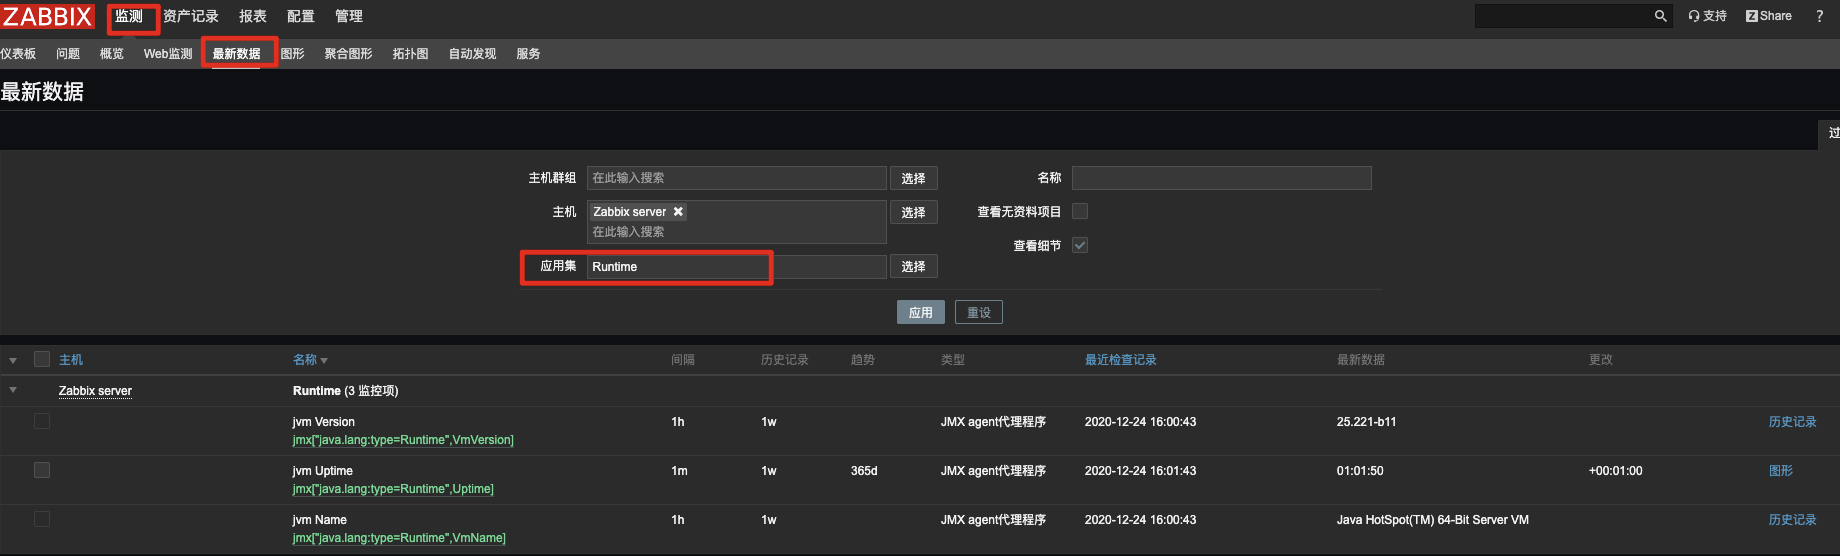 ZABBIX 监测 资产记录 报表 配置 管理 支持 Z Share ?
仪表板 问题 概览 Web监测 最新数据 图形 聚合图形 拓扑图 自动发现 服务
最新数据
过
主机群组 在此输入搜索 选择 名称
主机 Zabbix server ✖ 选择 查看无资料项目
在此输入搜索
查看细节
应用集 Runtime 选择
应用 重设
主机 名称 间隔 历史记录 趋势 类型 最近检查记录 最新数据 更改
Zabbix server Runtime (3 监控项)
jvm Version 1h 1w JMX agent代理程序 2020-12-24 16:00:43 25.221-b11 历史记录
jmx["java.lang:type=Runtime",VmVersion]
jvm Uptime 1m 1w 365d JMX agent代理程序 2020-12-24 16:01:43 01:01:50 +00:01:00 图形
jmx["java.lang:type=Runtime",Uptime]
jvm Name 1h 1w JMX agent代理程序 2020-12-24 16:00:43 Java HotSpot(TM) 64-Bit Server VM 历史记录
jmx["java.lang:type=Runtime",VmName]